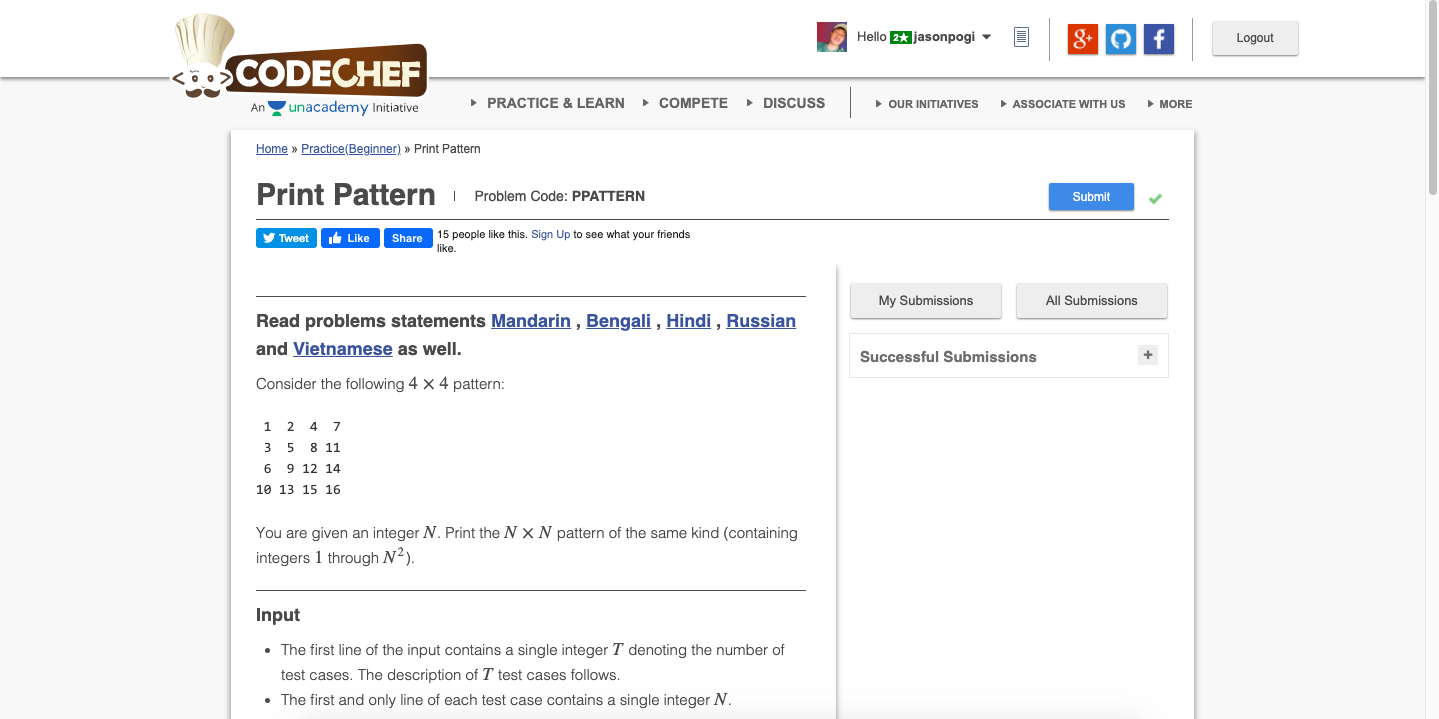 CODECHEF
An unacademy Initiative
Hello 2★ jasonpogi
g+ f
Logout
PRACTICE & LEARN COMPETE DISCUSS OUR INITIATIVES ASSOCIATE WITH US MORE
Home » Practice(Beginner) » Print Pattern
Print Pattern Problem Code: PPATTERN Submit
Tweet Like Share 15 people like this. Sign Up to see what your friends
like.
My Submissions All Submissions
Successful Submissions +
Read problems statements Mandarin , Bengali , Hindi , Russian
and Vietnamese as well.
Consider the following 4 × 4 pattern:
1 2 4 7
3 5 8 11
6 9 12 14
10 13 15 16
You are given an integer N. Print the N × N pattern of the same kind (containing
integers 1 through N²).
Input
• The first line of the input contains a single integer T denoting the number of
test cases. The description of T test cases follows.
• The first and only line of each test case contains a single integer N.